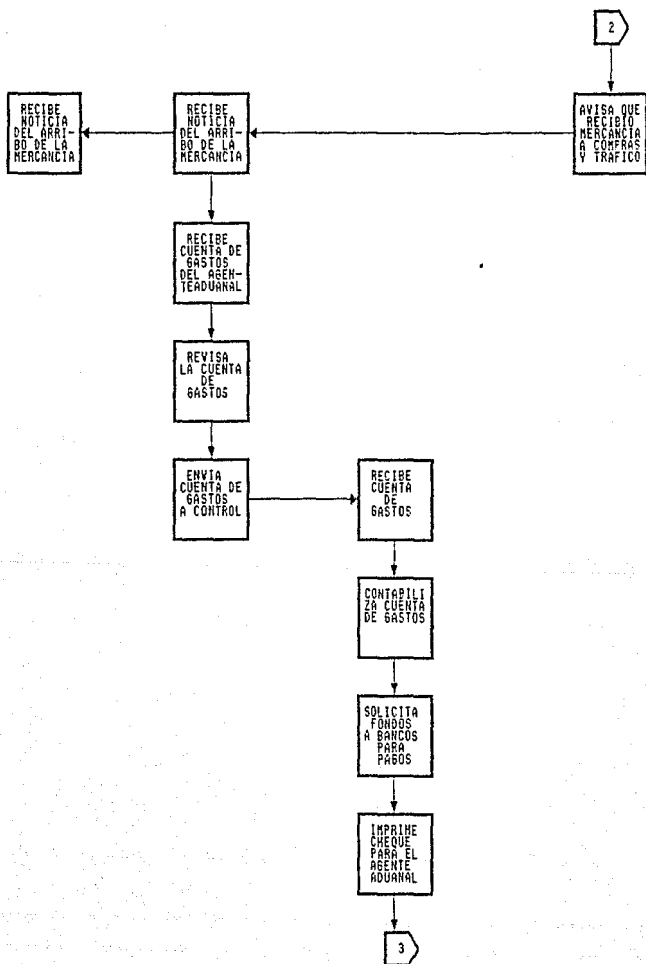 2
RECIBE
NOTICIA
DEL ARRI-
BO DE LA
MERCANCIA
RECIBE
NOTICIA
DEL ARRI-
BO DE LA
MERCANCIA
AVISA QUE
RECIBIO
MERCANCIA
A COMPRAS
Y TRAFICO
RECIBE
CUENTA DE
GASTOS
DEL AGEN-
TEADUANAL
REVISA
LA CUENTA
DE
GASTOS
ENVIA
CUENTA DE
GASTOS
A CONTROL
RECIBE
CUENTA
DE
GASTOS
CONTABILI
ZA CUENTA
DE GASTOS
SOLICITA
FONDOS
A BANCOS
PARA
PAGOS
IMPRIME
CHEQUE
PARA EL
AGENTE
ADUANAL
3